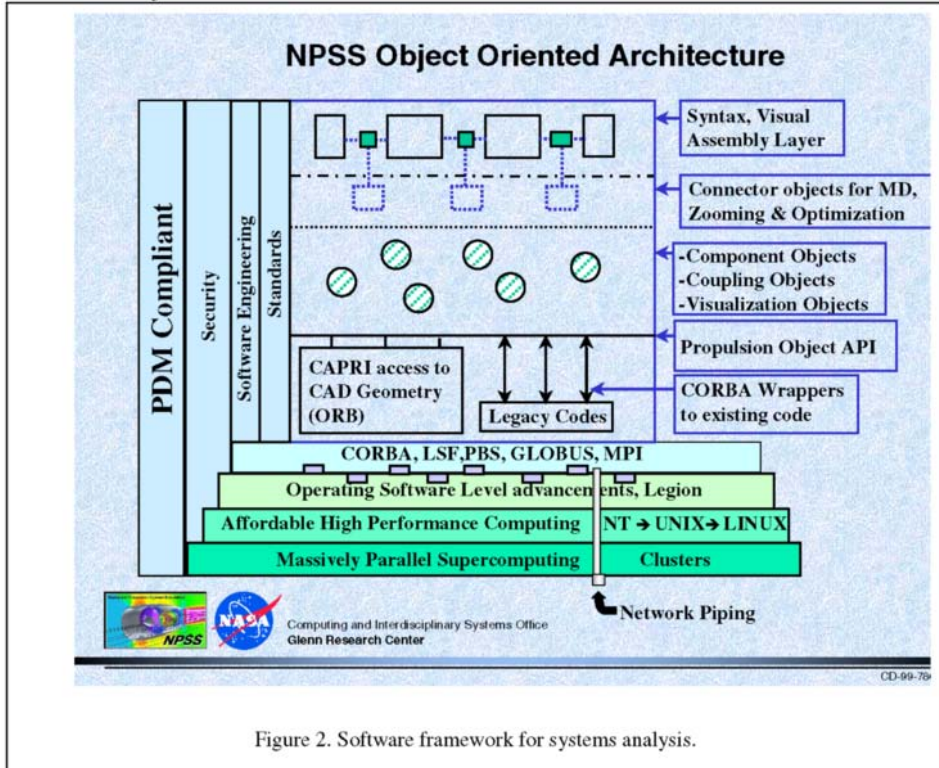 NPSS Object Oriented Architecture
PDM Compliant
Security
Software Engineering
Standards
Syntax, Visual
Assembly Layer
Connector objects for MD,
Zooming & Optimization
-Component Objects
-Coupling Objects
-Visualization Objects
Propulsion Object API
CAPRI access to
CAD Geometry
(ORB)
Legacy Codes
CORBA Wrappers
to existing code
CORBA, LSF,PBS, GLOBUS, MPI
Operating Software Level advancements, Legion
Affordable High Performance Computing NT → UNIX→ LINUX
Massively Parallel Supercomputing Clusters
Network Piping
NPSS
NASA
Computing and Interdisciplinary Systems Office
Glenn Research Center
CD-99-78
Figure 2. Software framework for systems analysis.